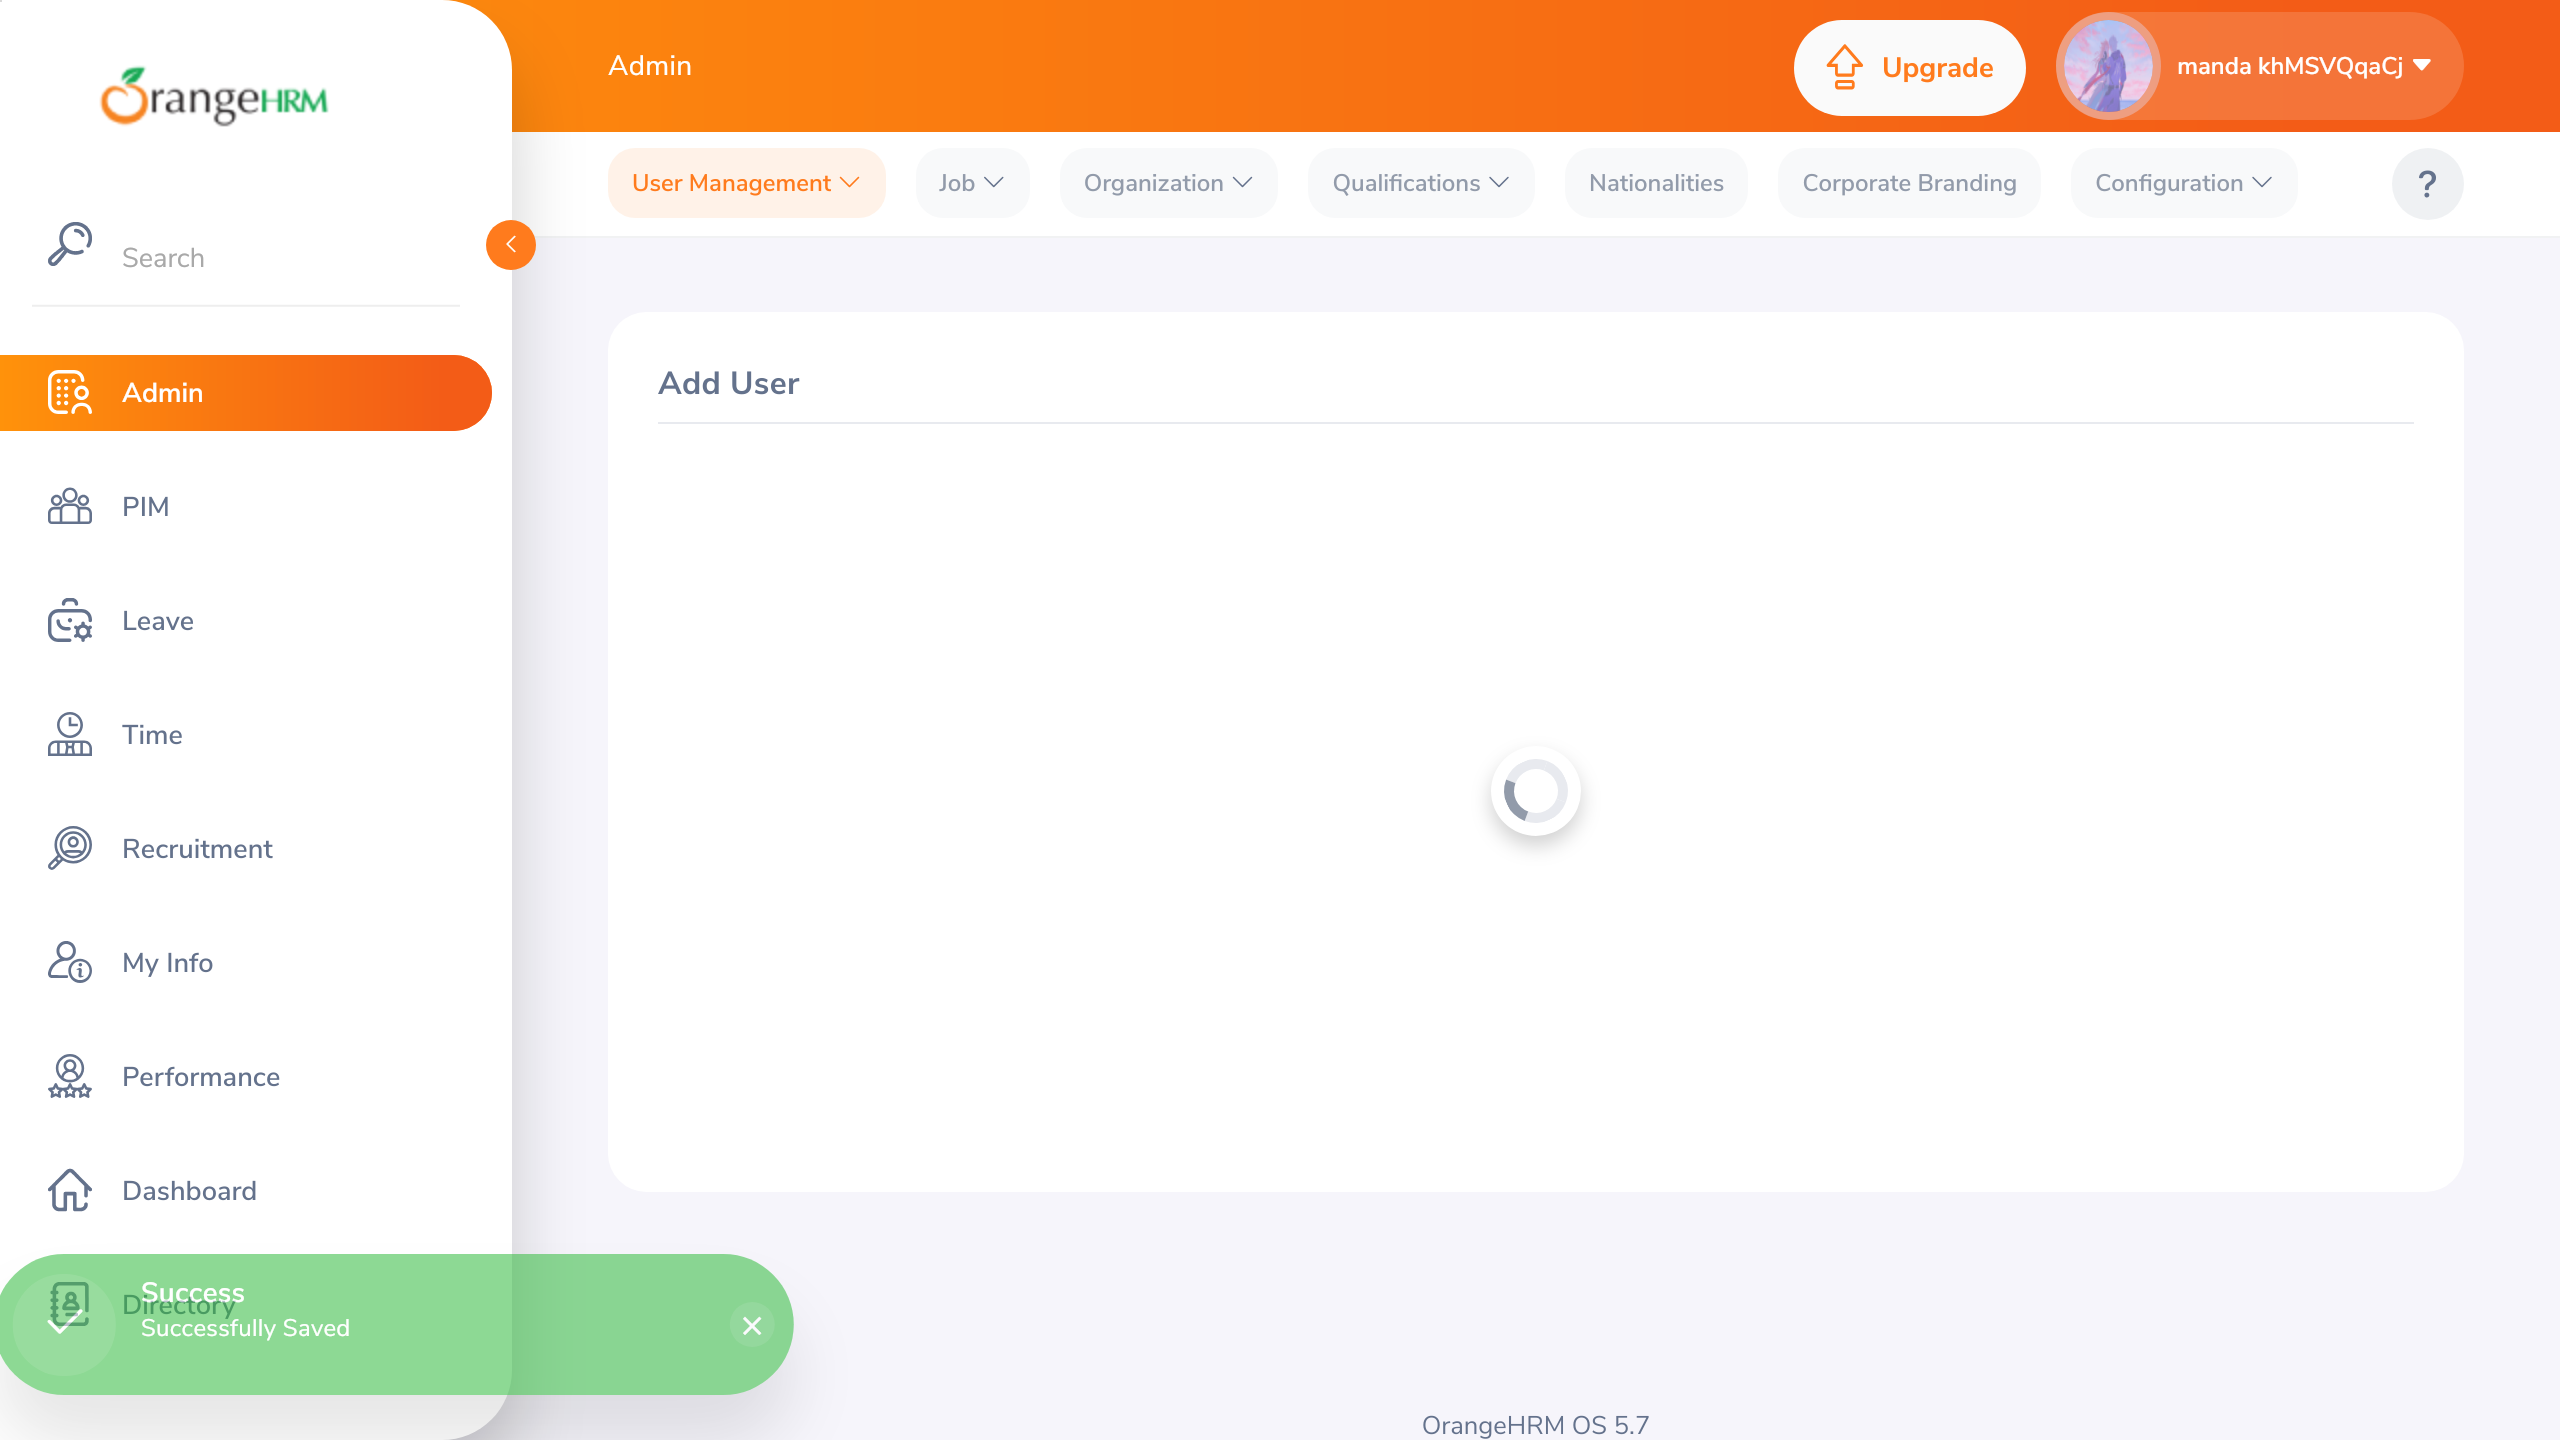 OrangeHRM
Admin
Upgrade
manda khMSVQqaCj
User Management
Job
Organization
Qualifications
Nationalities
Corporate Branding
Configuration
?
Search
Admin
PIM
Leave
Time
Recruitment
My Info
Performance
Dashboard
Directory
Add User
Success
Successfully Saved
OrangeHRM OS 5.7